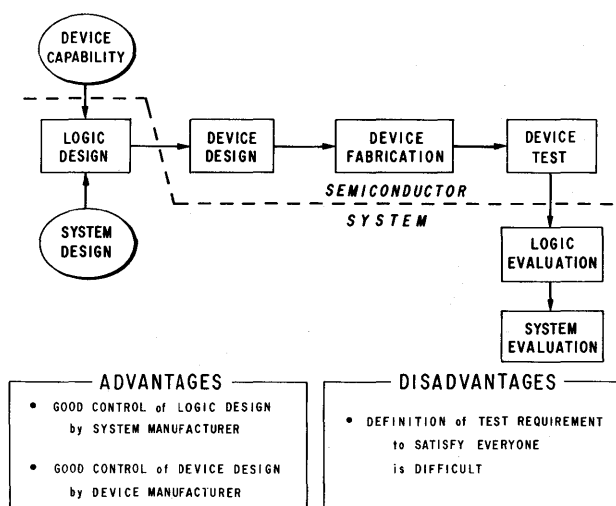 DEVICE
CAPABILITY
LOGIC
DESIGN
DEVICE
DESIGN
DEVICE
FABRICATION
DEVICE
TEST
SEMICONDUCTOR
SYSTEM
SYSTEM
DESIGN
LOGIC
EVALUATION
SYSTEM
EVALUATION
ADVANTAGES
• GOOD CONTROL of LOGIC DESIGN
by SYSTEM MANUFACTURER
• GOOD CONTROL of DEVICE DESIGN
by DEVICE MANUFACTURER
DISADVANTAGES
• DEFINITION of TEST REQUIREMENT
to SATISFY EVERYONE
is DIFFICULT